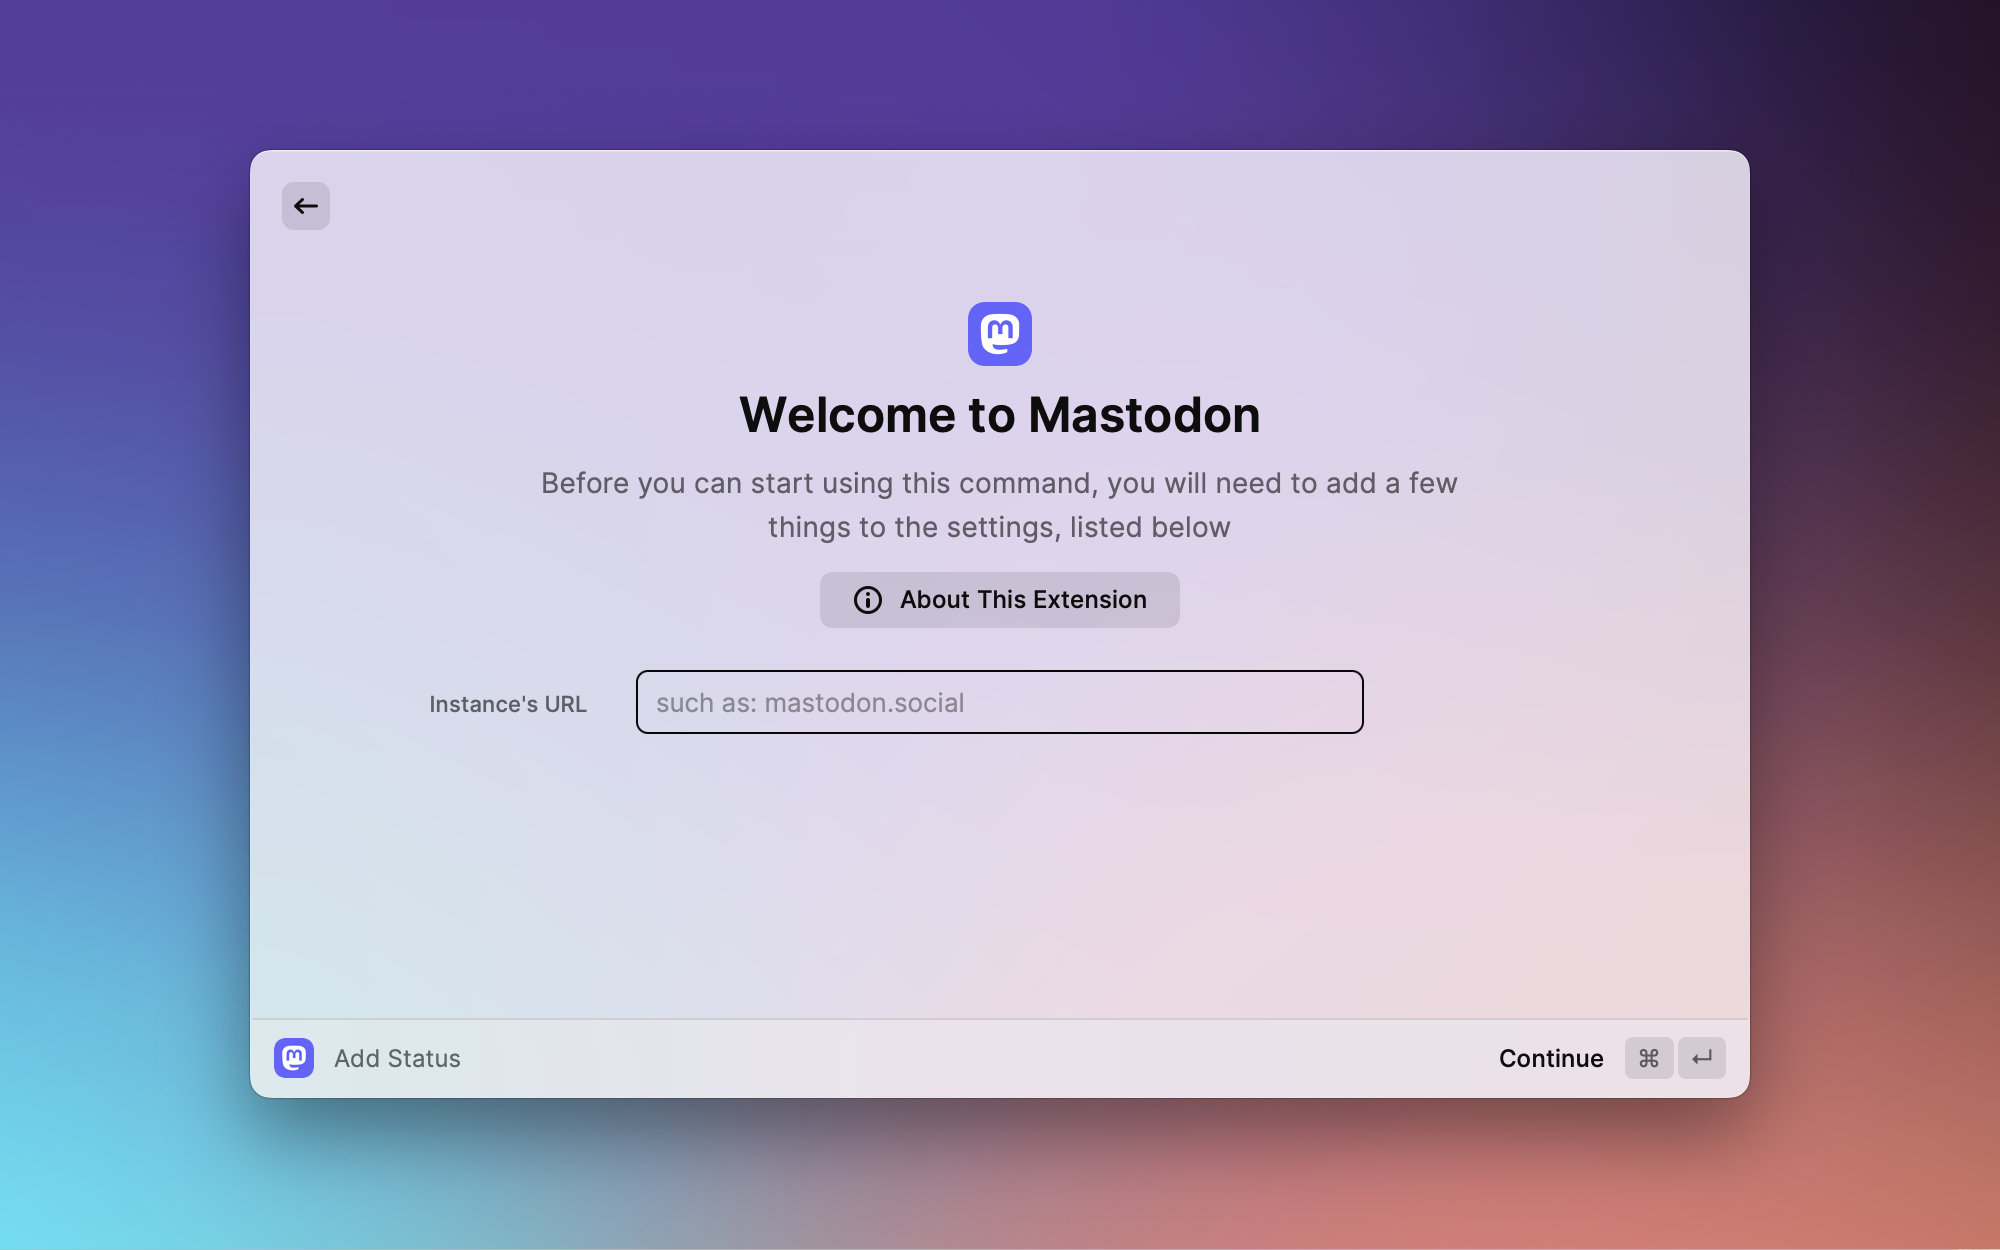 Welcome to Mastodon
Before you can start using this command, you will need to add a few
things to the settings, listed below
About This Extension
Instance's URL
such as: mastodon.social
Add Status
Continue ⌘ ↵